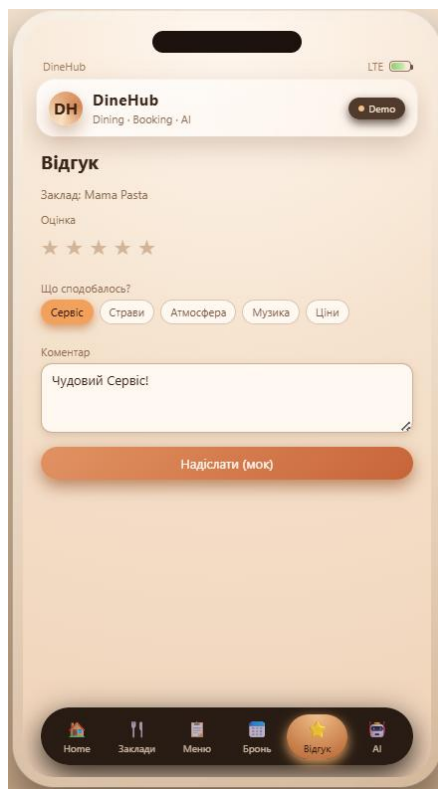 DineHub LTE
DH
DineHub
Dining · Booking · AI
Demo
Відгук
Заклад: Mama Pasta
Оцінка
Що сподобалось?
Сервіс Страви Атмосфера Музика Ціни
Коментар
Чудовий Сервіс!
Надіслати (мок)
Home Заклади Меню Бронь Відгук AI